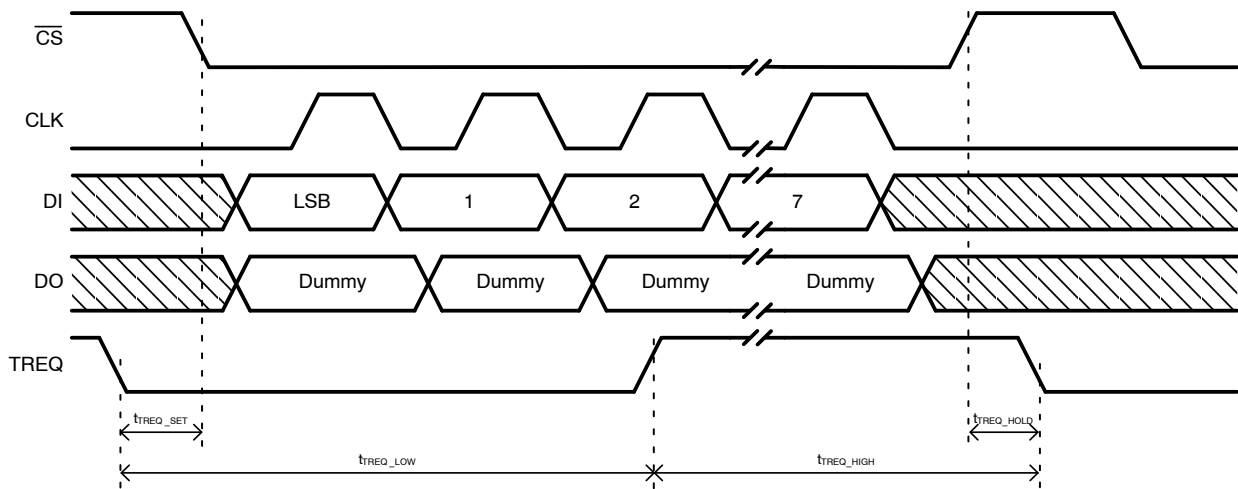 CS
CLK
DI LSB 1 2 7
DO Dummy Dummy Dummy Dummy
TREQ
tTREQ_SET tTREQ_HOLD
tTREQ_LOW tTREQ_HIGH